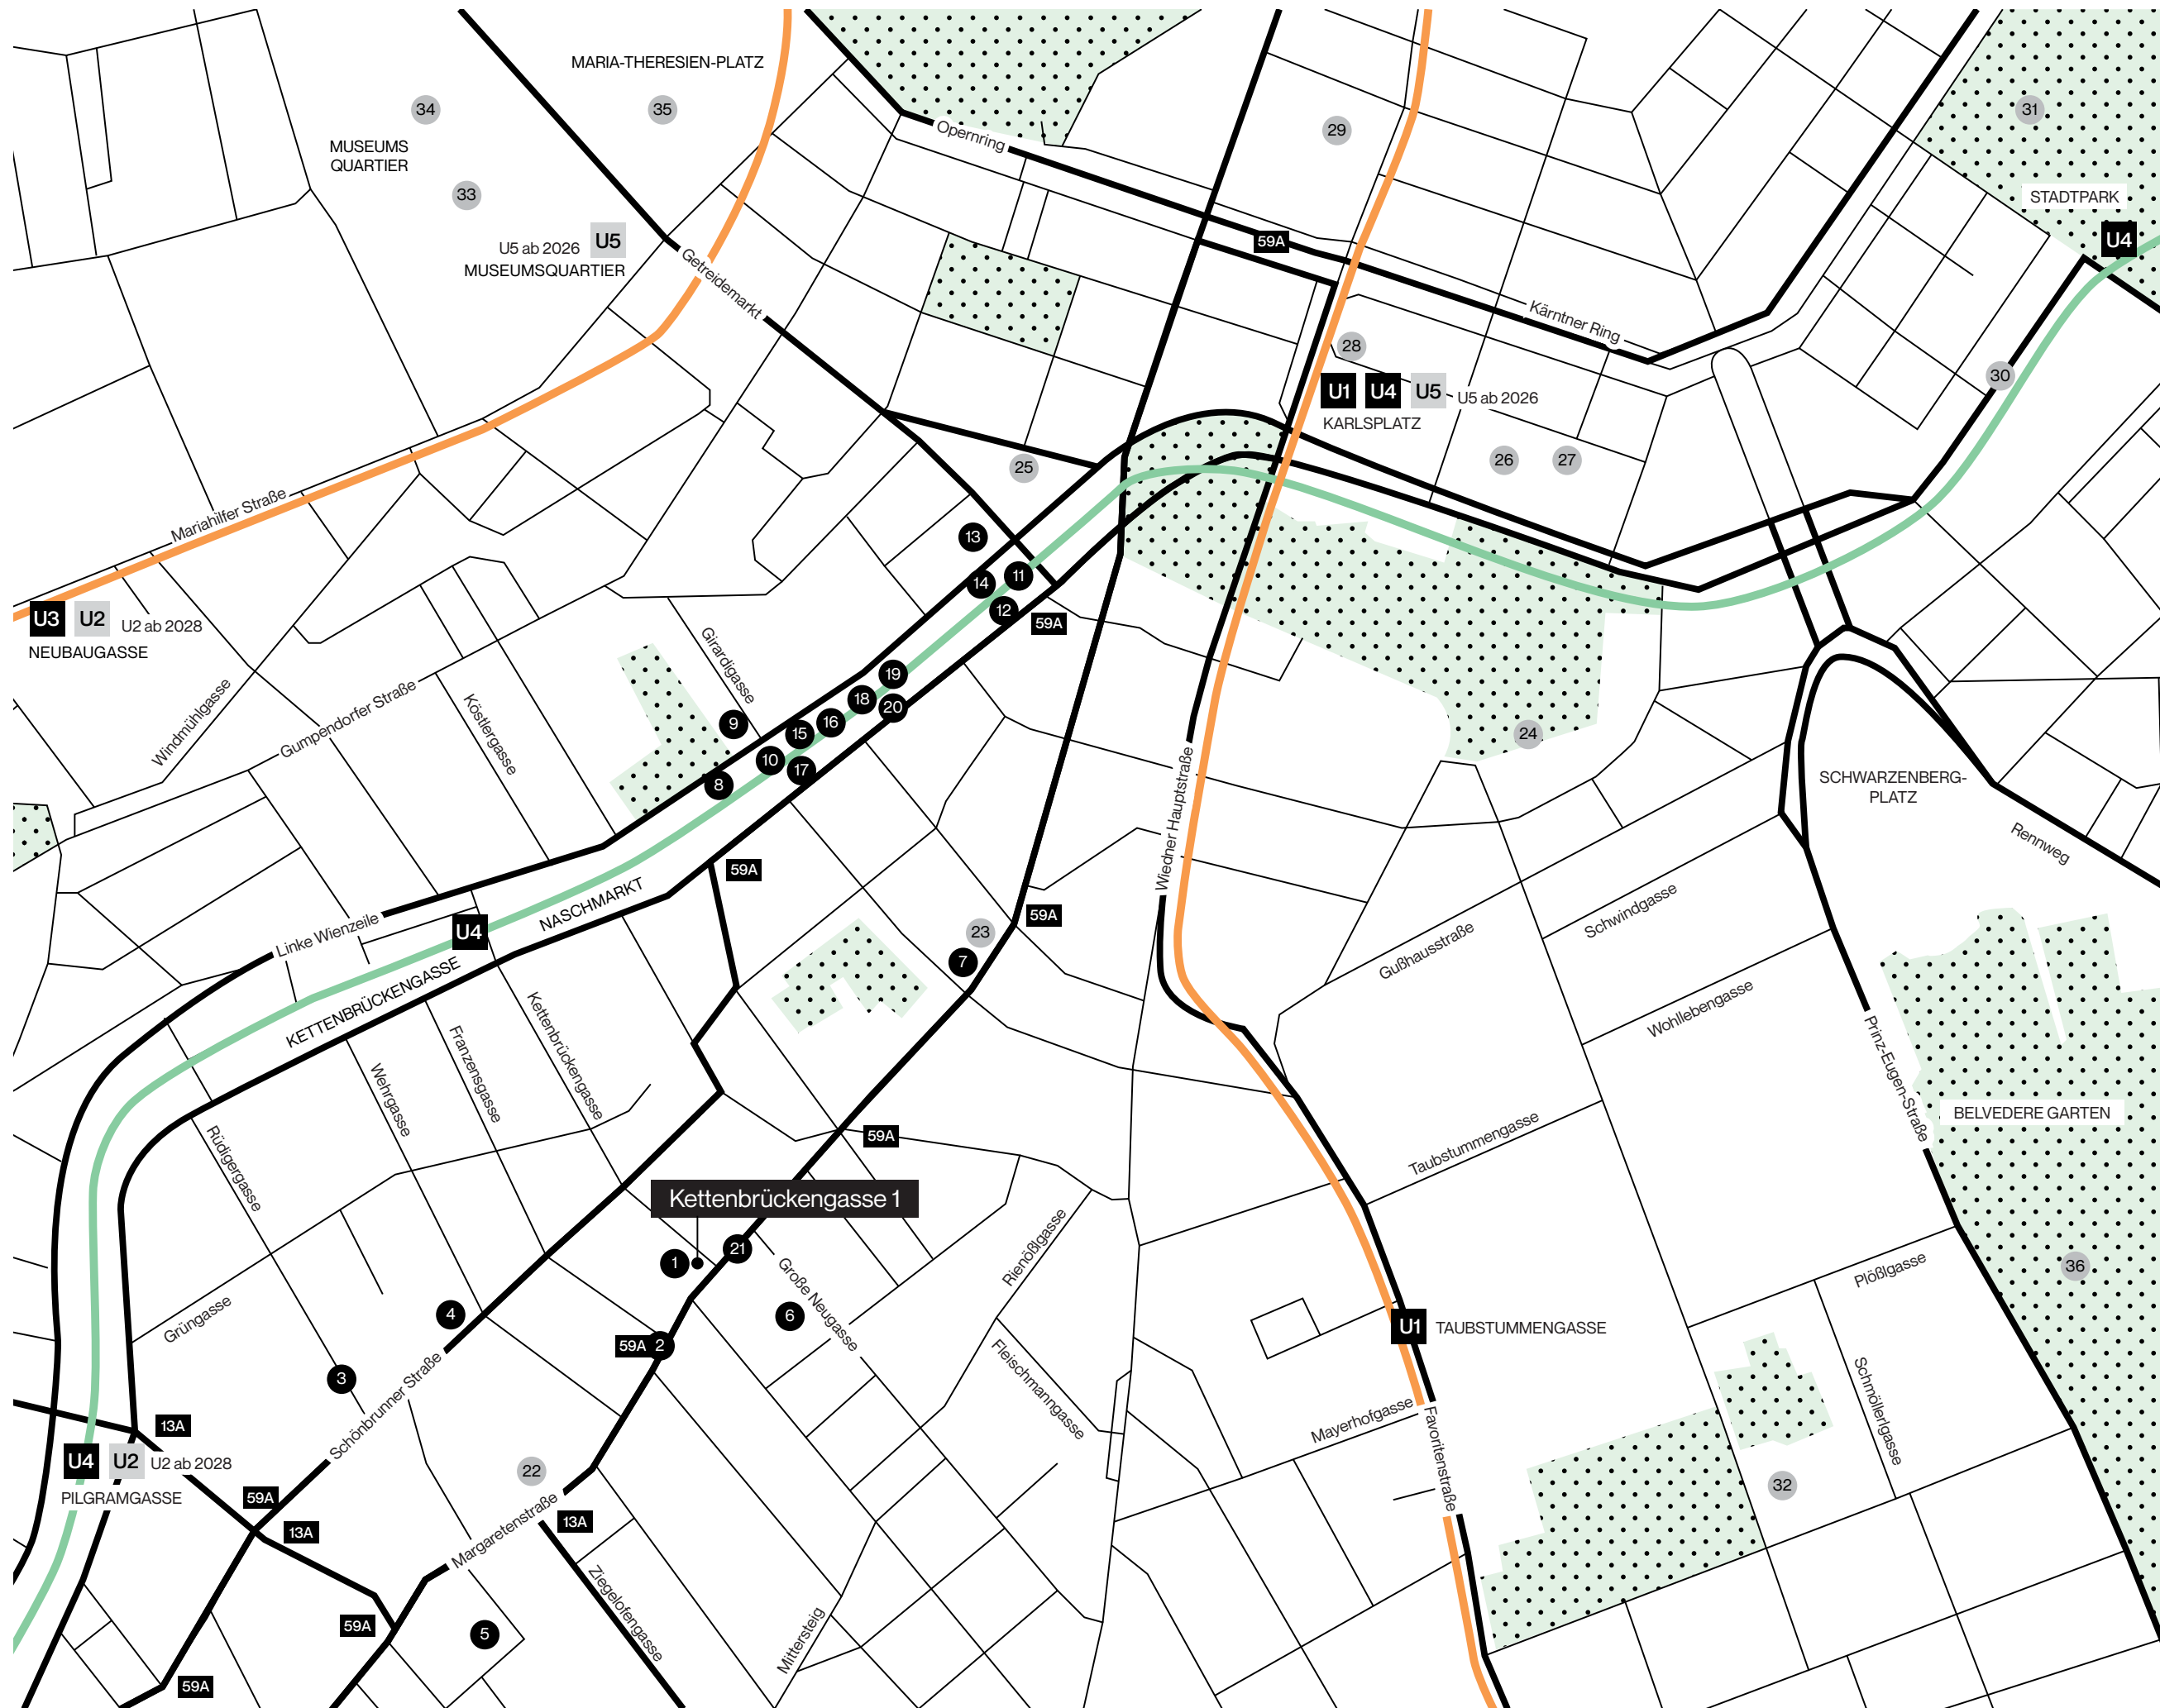 MARIA-THERESIEN-PLATZ
34
35
MUSEUMS
QUARTIER
33
U5 ab 2026
U5
MUSEUMSQUARTIER
Getreidemarkt
Opernring
29
31
STADTPARK
U4
59A
Kärntner Ring
28
U1
U4
U5
U5 ab 2026
KARLSPLATZ
30
26
27
25
Mariahilfer Straße
U3
U2
U2 ab 2028
NEUBAUGASSE
13
14
11
12
59A
Girardigasse
19
18
20
16
15
9
10
17
8
Windmühlgasse
Gumpendorfer Straße
Köstlergasse
24
SCHWARZENBERG-
PLATZ
Rennweg
Wiedner Hauptstraße
59A
59A
Linke Wienzeile
U4
NASCHMARKT
KETTENBRÜCKENGASSE
23
7
Gußhausstraße
Schwindgasse
Wohllebengasse
Prinz-Eugen-Straße
BELVEDERE GARTEN
Kettenbrückengasse
Franzensgasse
Wehrgasse
Rüdigergasse
59A
Taubstummengasse
Kettenbrückengasse 1
1
21
Große Neugasse
Rienößlgasse
36
Plößlgasse
Grüngasse
4
6
59A
2
Fleischmanngasse
U1
TAUBSTUMMENGASSE
3
Schönbrunner Straße
Schmöllerlgasse
Mayerhofgasse
Favoritenstraße
13A
U4
U2
U2 ab 2028
PILGRAMGASSE
22
32
59A
13A
13A
Margaretenstraße
Ziegelofengasse
Mittersteig
59A
5
59A